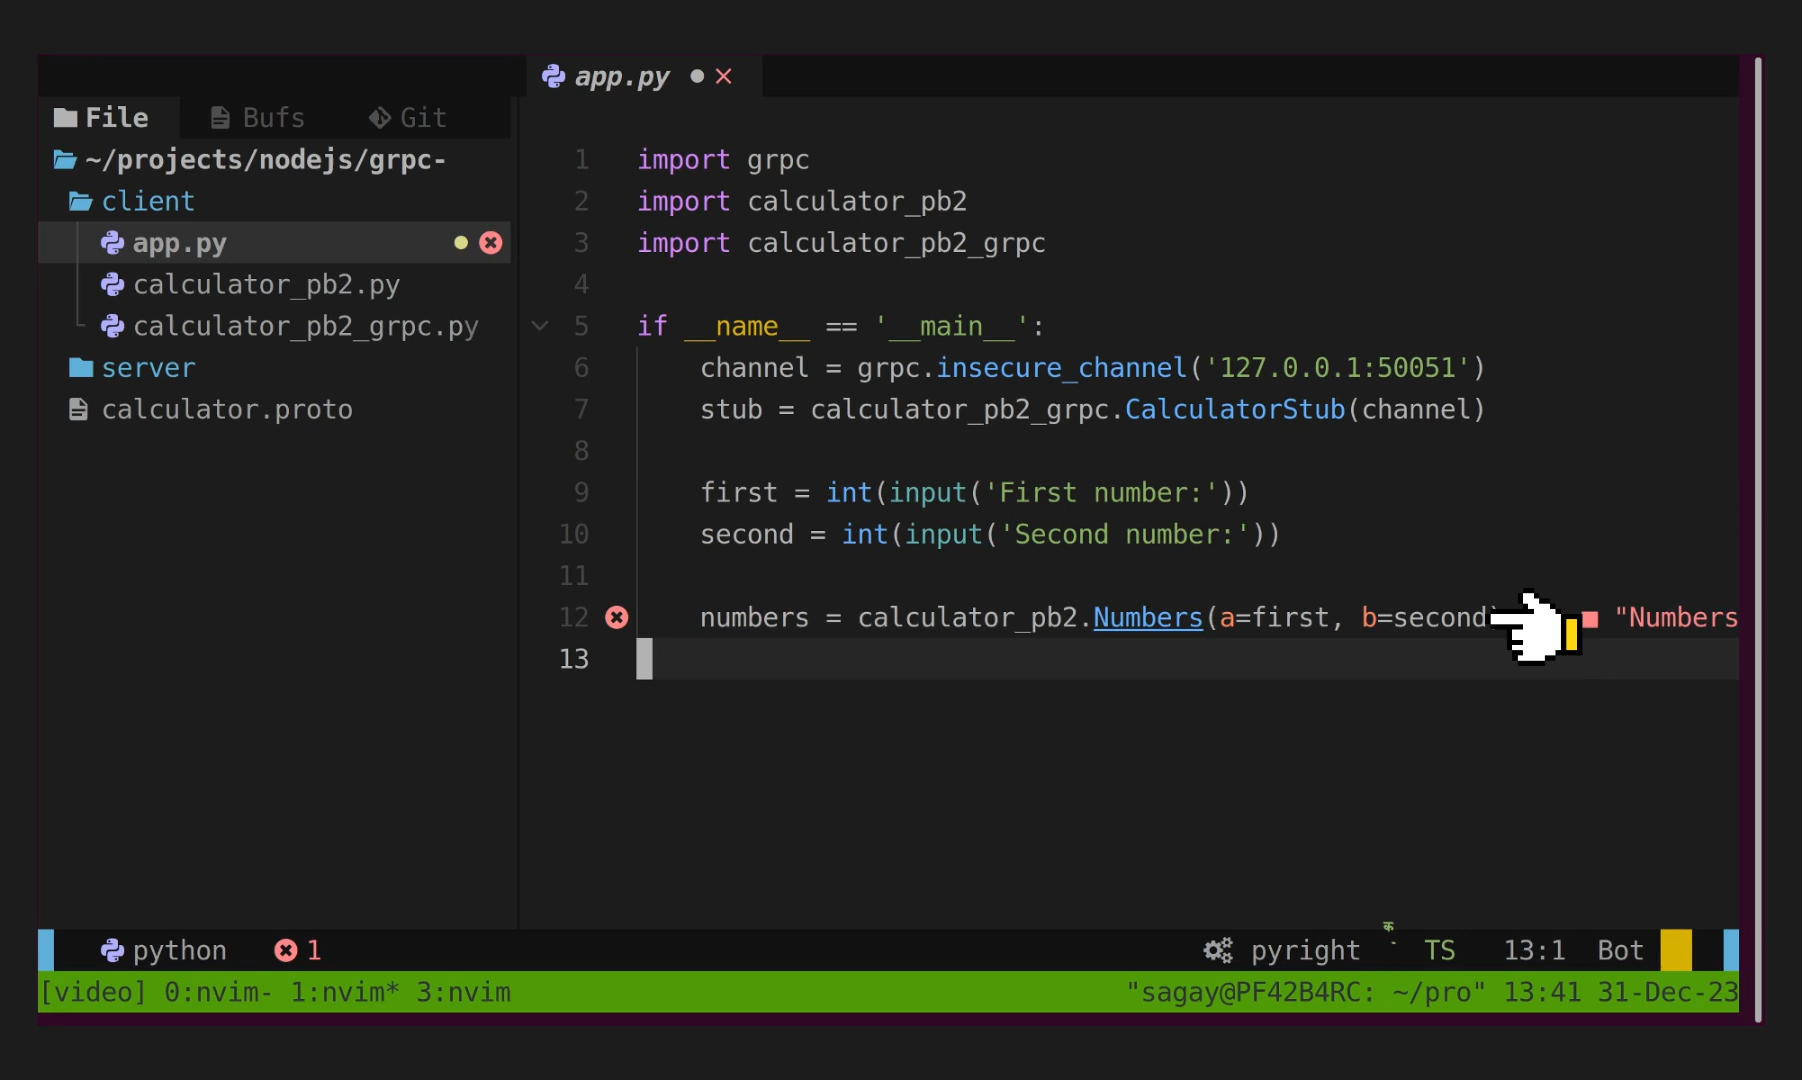 app.py
File Bufs Git
~/projects/nodejs/grpc-
client
app.py
calculator_pb2.py
calculator_pb2_grpc.py
server
calculator.proto
1 import grpc
2 import calculator_pb2
3 import calculator_pb2_grpc
4
5 if __name__ == '__main__':
6 channel = grpc.insecure_channel('127.0.0.1:50051')
7 stub = calculator_pb2_grpc.CalculatorStub(channel)
8
9 first = int(input('First number:'))
10 second = int(input('Second number:'))
11
12 numbers = calculator_pb2.Numbers(a=first, b=second) "Numbers
13
python 1 pyright TS 13:1 Bot
[video] 0:nvim- 1:nvim* 3:nvim "sagay@PF42B4RC: ~/pro" 13:41 31-Dec-23